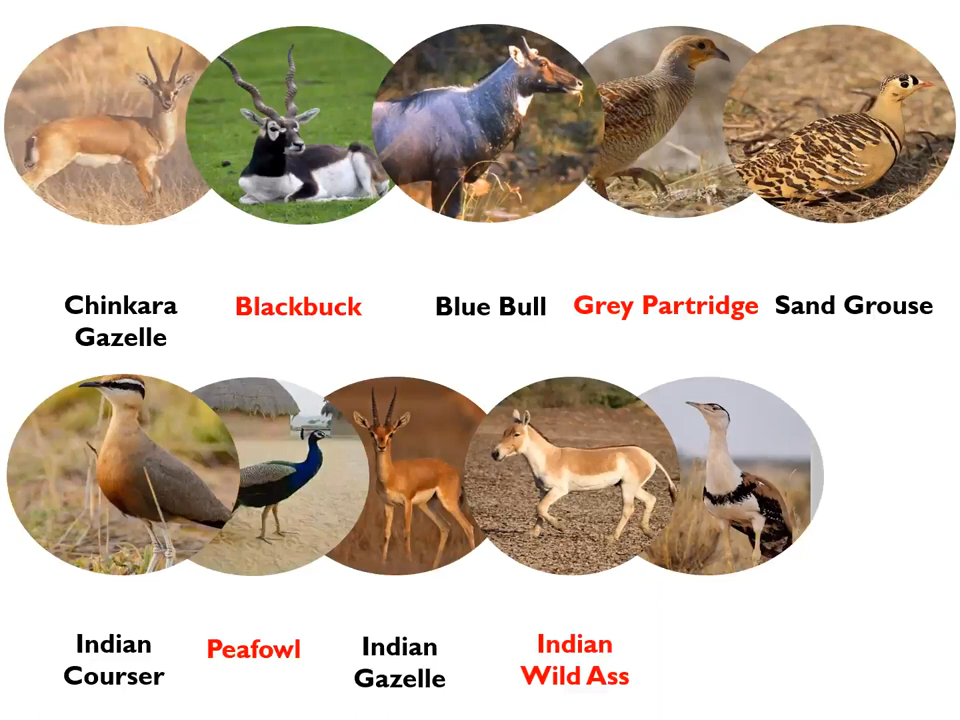 Chinkara Gazelle
Blackbuck
Blue Bull
Grey Partridge
Sand Grouse
Indian Courser
Peafowl
Indian Gazelle
Indian Wild Ass